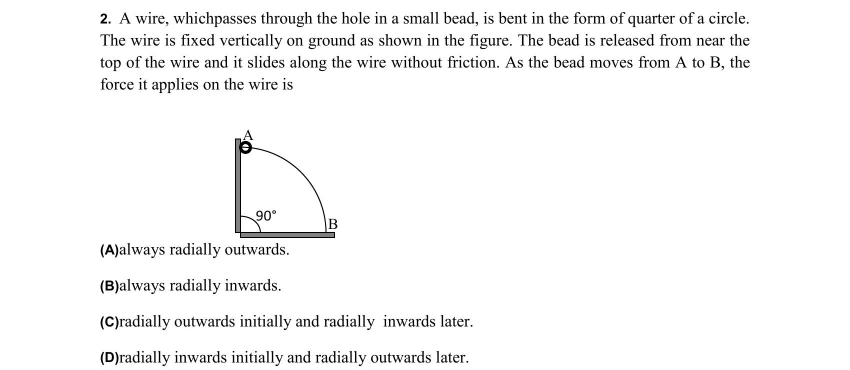 2. A wire, whichpasses through the hole in a small bead, is bent in the form of quarter of a circle.
The wire is fixed vertically on ground as shown in the figure. The bead is released from near the
top of the wire and it slides along the wire without friction. As the bead moves from A to B, the
force it applies on the wire is
A
90°
B
(A)always radially outwards.
(B)always radially inwards.
(C)radially outwards initially and radially inwards later.
(D)radially inwards initially and radially outwards later.